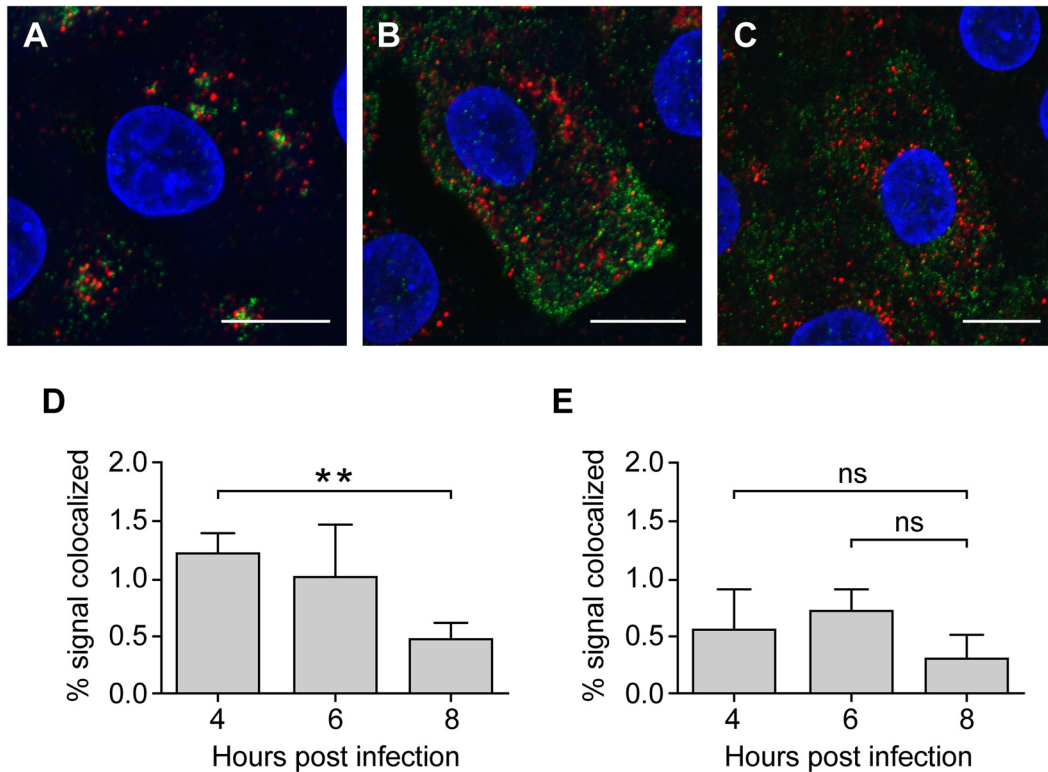 A
B
C
D
% signal colocalized
2.0
1.5
1.0
0.5
0.0
**
4
6
8
Hours post infection
E
% signal colocalized
2.0
1.5
1.0
0.5
0.0
ns
ns
4
6
8
Hours post infection